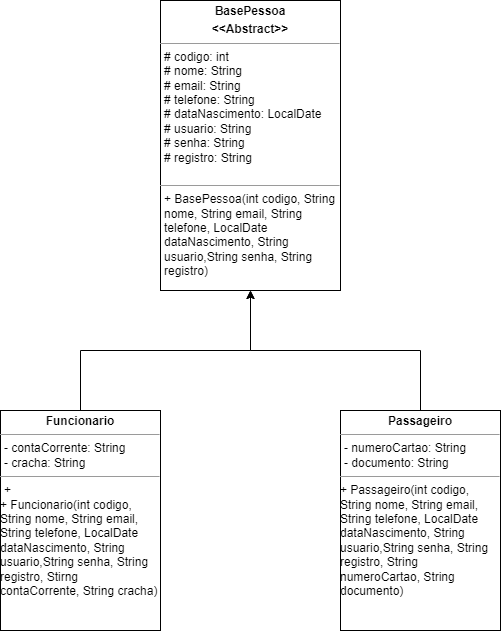 BasePessoa
<<Abstract>>
# codigo: int
# nome: String
# email: String
# telefone: String
# dataNascimento: LocalDate
# usuario: String
# senha: String
# registro: String
+ BasePessoa(int codigo, String
nome, String email, String
telefone, LocalDate
dataNascimento, String
usuario,String senha, String
registro)
Funcionario
- contaCorrente: String
- cracha: String
+
+ Funcionario(int codigo,
String nome, String email,
String telefone, LocalDate
dataNascimento, String
usuario,String senha, String
registro, Stirng
contaCorrente, String cracha)
Passageiro
- numeroCartao: String
- documento: String
+ Passageiro(int codigo,
String nome, String email,
String telefone, LocalDate
dataNascimento, String
usuario,String senha, String
registro, String
numeroCartao, String
documento)